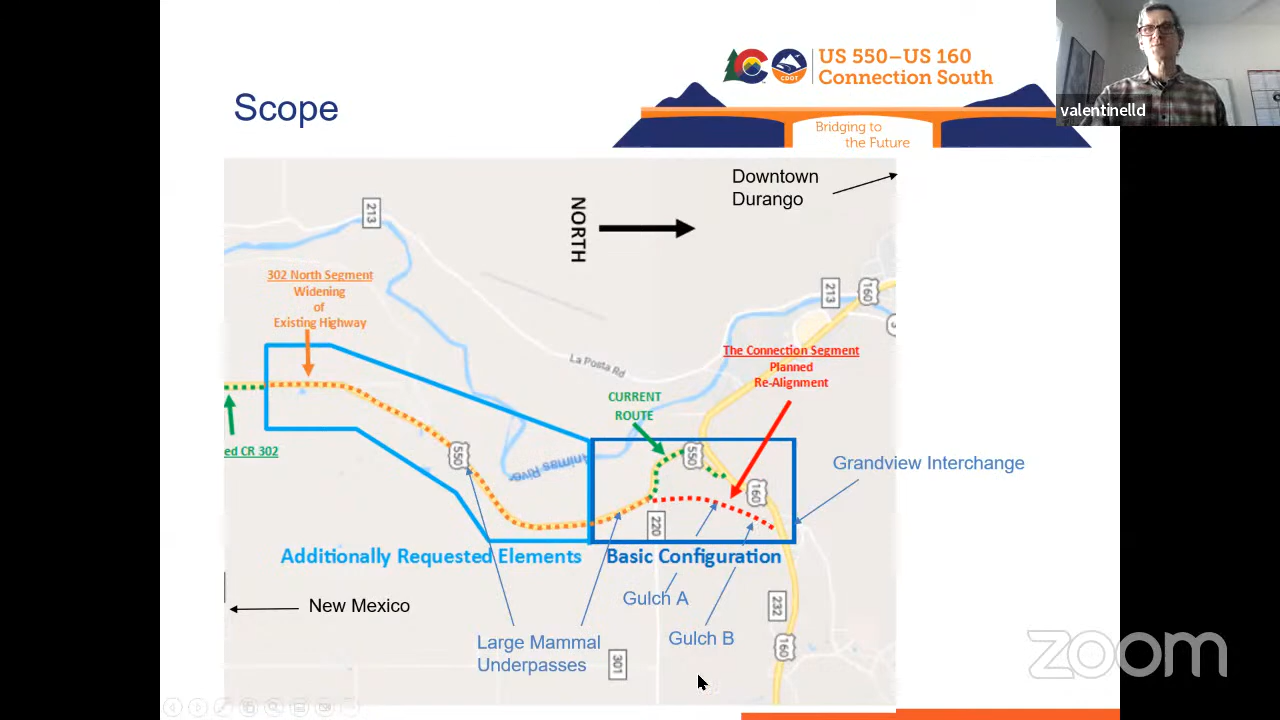 Scope
US 550–US 160
Connection South
Bridging to
the Future
CDOT
valentinelld
Downtown
Durango
NORTH
213
302 North Segment
Widening
of
Existing Highway
La Posta Rd
213
160
The Connection Segment
Planned
Re-Alignment
CURRENT
ROUTE
ed CR 302
550
Animas River
550
160
Grandview Interchange
220
Additionally Requested Elements
Basic Configuration
New Mexico
Gulch A
232
Gulch B
Large Mammal
Underpasses
301
160
zoom